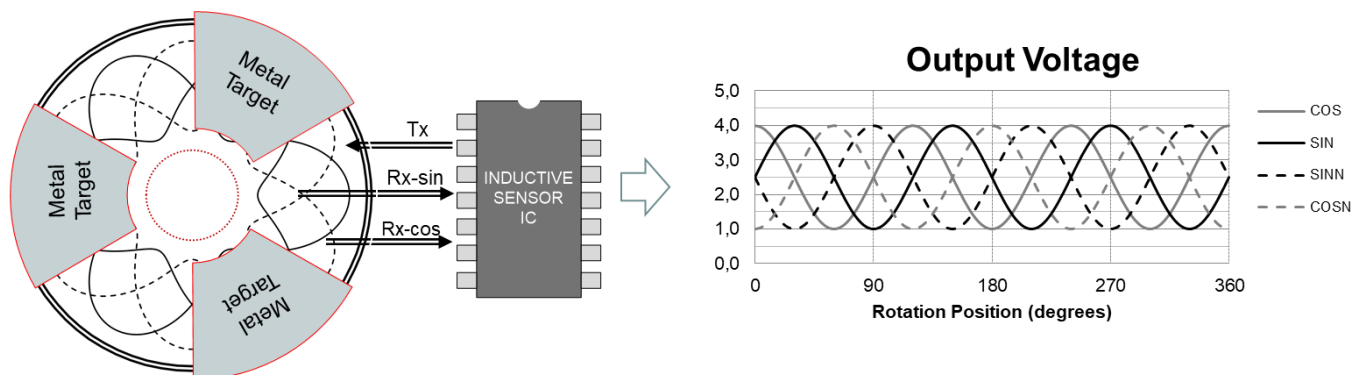 Metal
Target
Metal
Target
Metal
Target
Tx
Rx-sin
Rx-cos
INDUCTIVE
SENSOR
IC
Output Voltage
5,0
4,0
3,0
2,0
1,0
0,0
0 90 180 270 360
Rotation Position (degrees)
COS
SIN
SINN
COSN